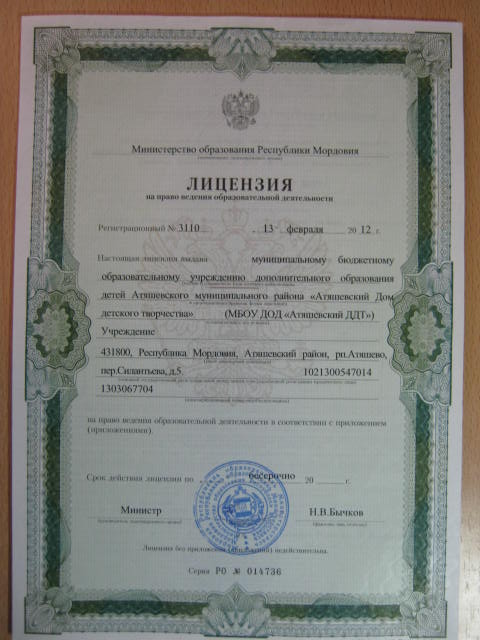 Министерство образования Республики Мордовия
ЛИЦЕНЗИЯ
на право ведения образовательной деятельности
Регистрационный № 3110 13 февраля 2012 г.
Настоящая лицензия выдана муниципальному бюджетному
образовательному учреждению дополнительного образования
детей Атяшевского муниципального района «Атяшевский Дом
детского творчества» (МБОУ ДОД «Атяшевский ДДТ»)
Учреждение
431800, Республика Мордовия, Атяшевский район, рп.Атяшево,
пер.Силантьева, д.5. 1021300547014
1303067704
на право ведения образовательной деятельности в соответствии с приложением
(приложениями).
Срок действия лицензии по бессрочно 20 г.
Министр Н.В.Бычков
Лицензия без приложения (приложений) недействительна.
Серия РО № 014736